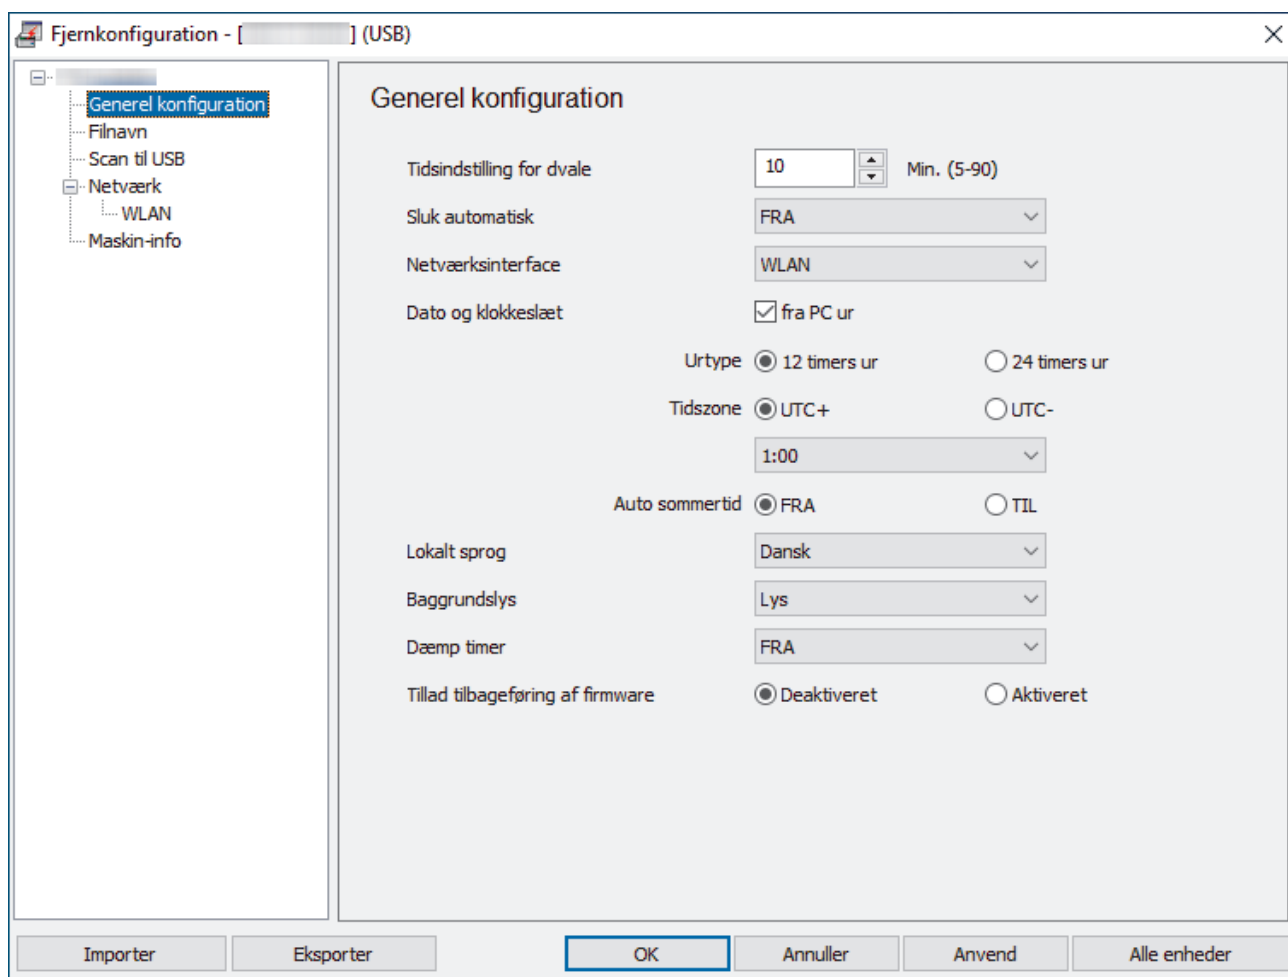 Fjernkonfiguration - [ ] (USB)
Generel konfiguration
Filnavn
Scan til USB
Netværk
WLAN
Maskin-info
Generel konfiguration
Tidsindstilling for dvale 10 Min. (5-90)
Sluk automatisk FRA
Netværksinterface WLAN
Dato og klokkeslæt fra PC ur
Urtype 12 timers ur 24 timers ur
Tidszone UTC+ UTC-
1:00
Auto sommertid FRA TIL
Lokalt sprog Dansk
Baggrundslys Lys
Dæmp timer FRA
Tillad tilbageføring af firmware Deaktiveret Aktiveret
Importer Eksporter OK Annuller Anvend Alle enheder